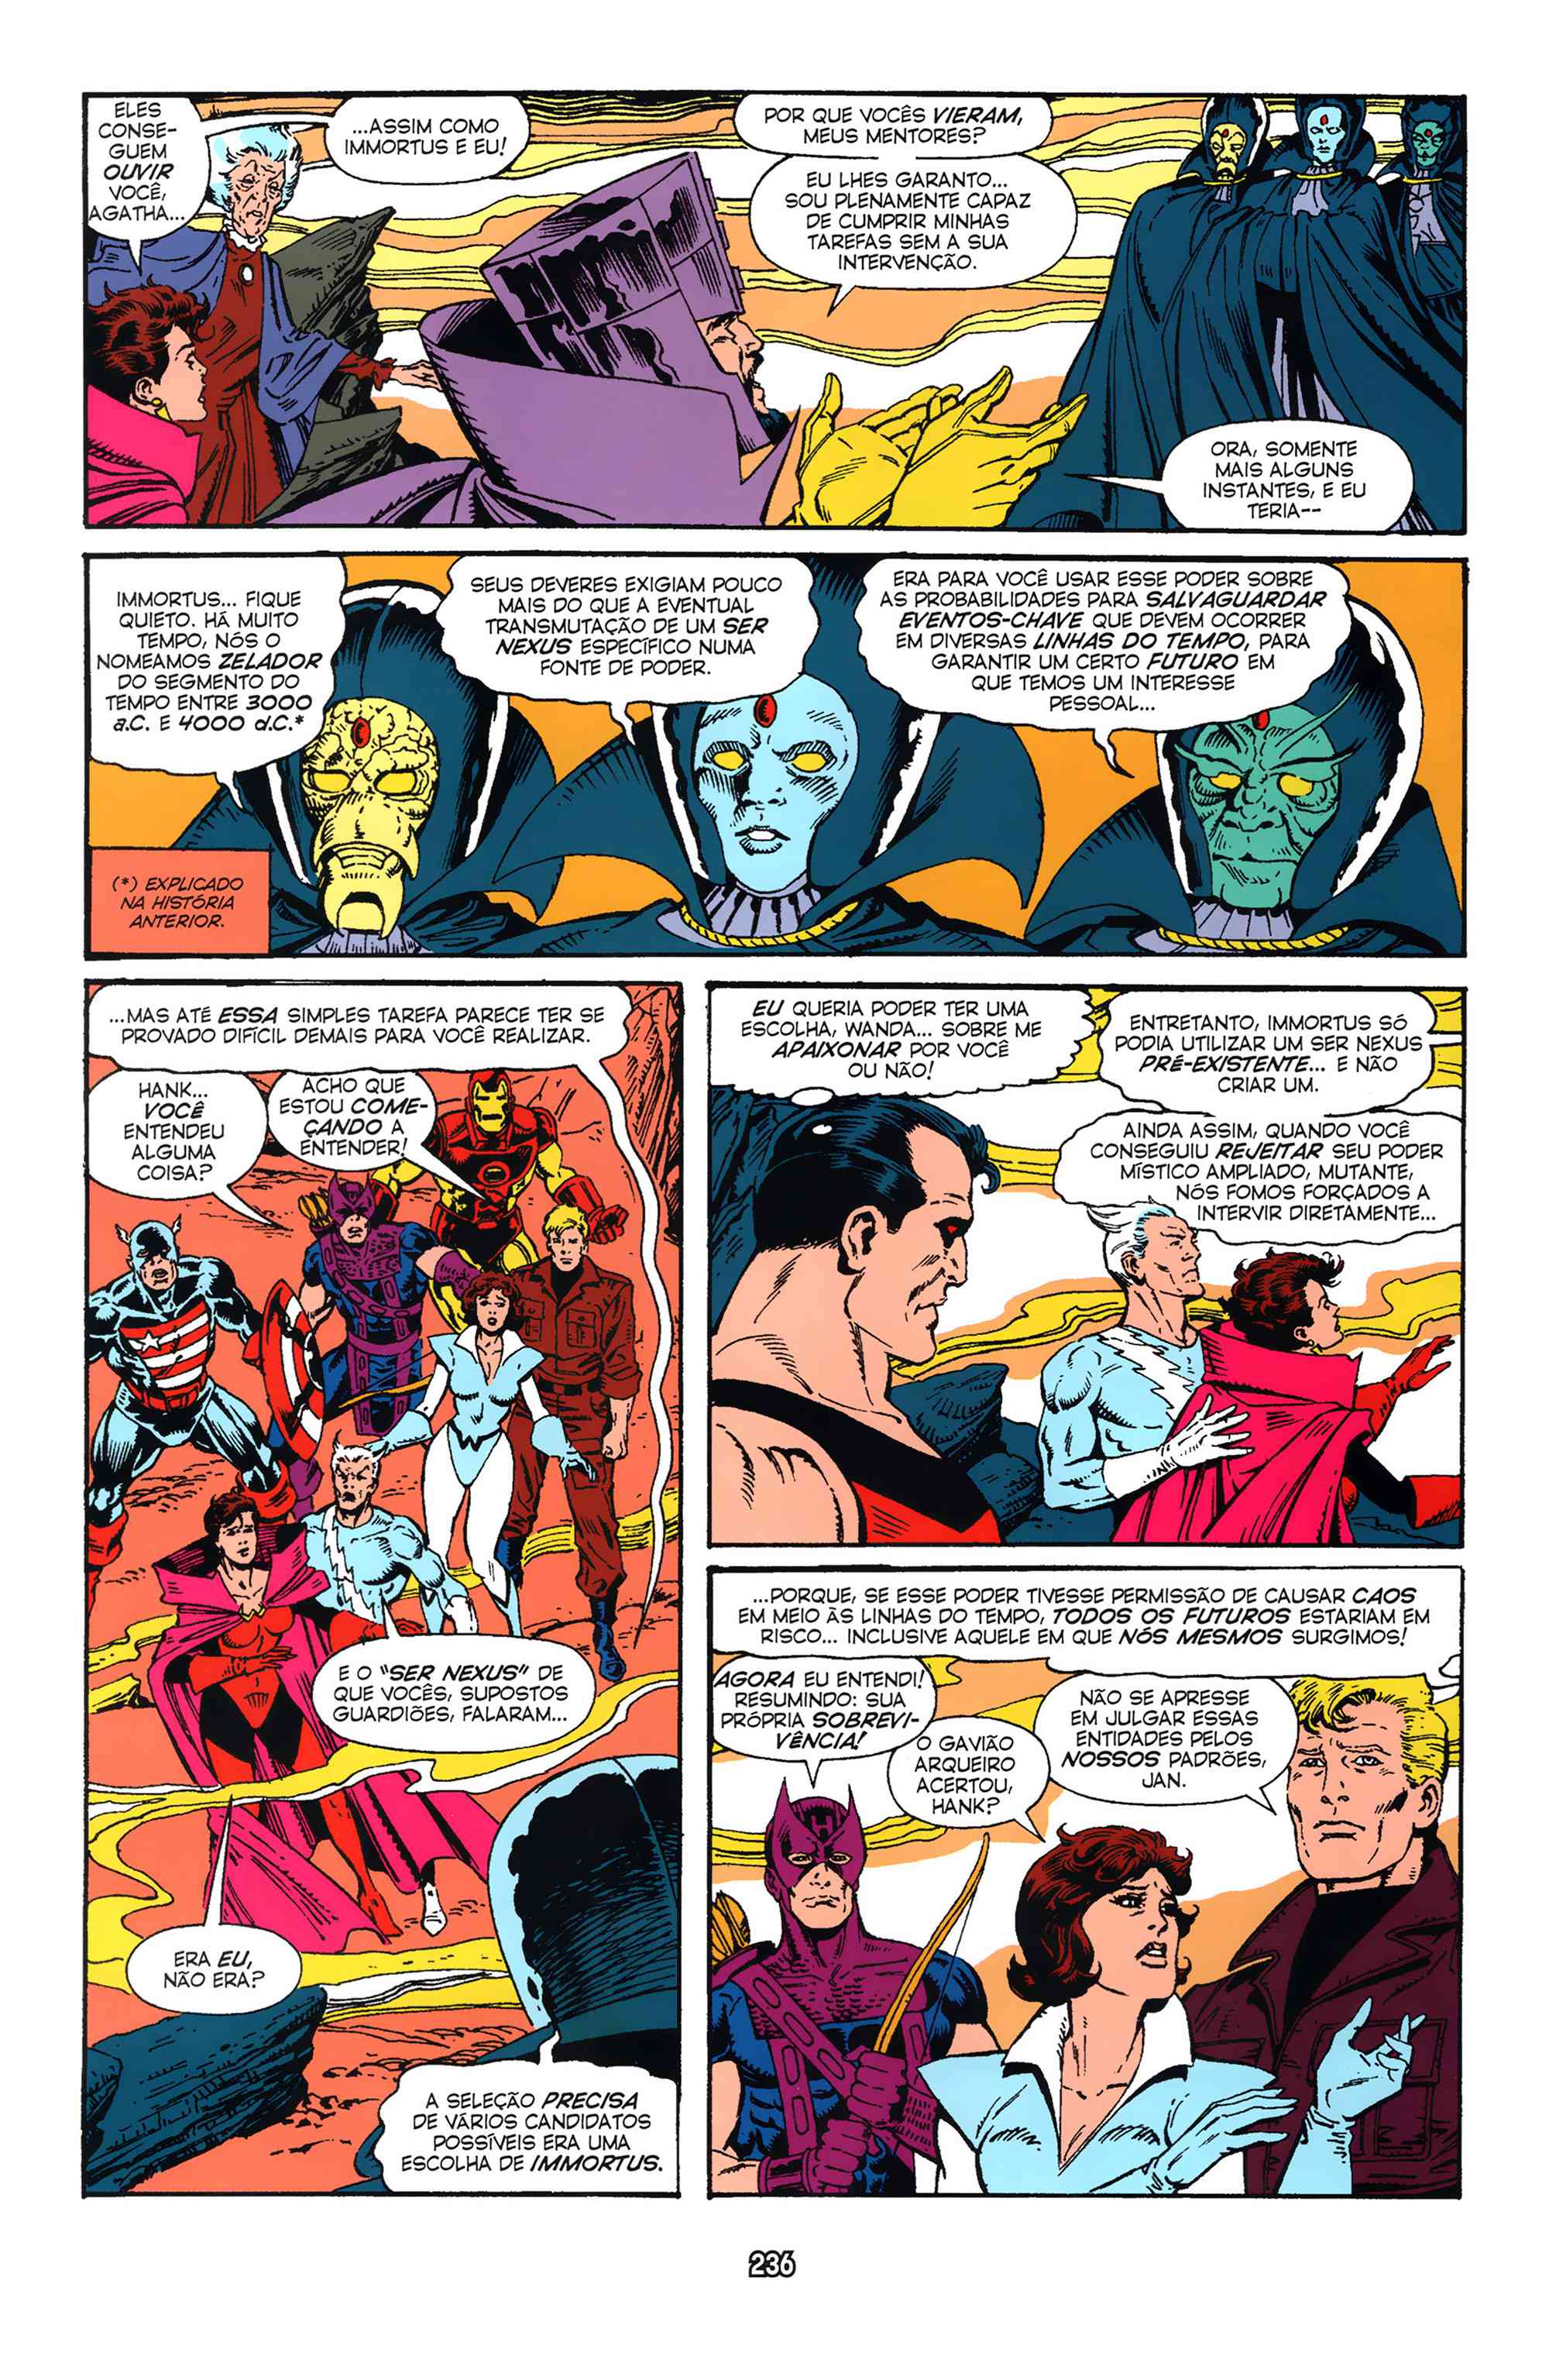 ELES
CONSE-
GUEM
OUVIR
VOCÊ,
AGATHA...
...ASSIM COMO
IMMORTUS E EU!
POR QUE VOCÊS VIERAM,
MEUS MENTORES?
EU LHES GARANTO...
SOU PLENAMENTE CAPAZ
DE CUMPRIR MINHAS
TAREFAS SEM A SUA
INTERVENÇÃO.
ORA, SOMENTE
MAIS ALGUNS
INSTANTES, E EU
TERIA--
IMMORTUS... FIQUE
QUIETO. HÁ MUITO
TEMPO, NÓS O
NOMEAMOS ZELADOR
DO SEGMENTO DO
TEMPO ENTRE 3000
a.C. E 4000 d.C.*
SEUS DEVERES EXIGIAM POUCO
MAIS DO QUE A EVENTUAL
TRANSMUTAÇÃO DE UM SER
NEXUS ESPECÍFICO NUMA
FONTE DE PODER.
ERA PARA VOCÊ USAR ESSE PODER SOBRE
AS PROBABILIDADES PARA SALVAGUARDAR
EVENTOS-CHAVE QUE DEVEM OCORRER
EM DIVERSAS LINHAS DO TEMPO, PARA
GARANTIR UM CERTO FUTURO EM
QUE TEMOS UM INTERESSE
PESSOAL...
(*) EXPLICADO
NA HISTÓRIA
ANTERIOR.
...MAS ATÉ ESSA SIMPLES TAREFA PARECE TER SE
PROVADO DIFÍCIL DEMAIS PARA VOCÊ REALIZAR.
HANK...
VOCÊ
ENTENDEU
ALGUMA
COISA?
ACHO QUE
ESTOU COME-
ÇANDO A
ENTENDER!
E O "SER NEXUS" DE
QUE VOCÊS, SUPOSTOS
GUARDIÕES, FALARAM...
ERA EU,
NÃO ERA?
A SELEÇÃO PRECISA
DE VÁRIOS CANDIDATOS
POSSÍVEIS ERA UMA
ESCOLHA DE IMMORTUS.
EU QUERIA PODER TER UMA
ESCOLHA, WANDA... SOBRE ME
APAIXONAR POR VOCÊ
OU NÃO!
ENTRETANTO, IMMORTUS SÓ
PODIA UTILIZAR UM SER NEXUS
PRÉ-EXISTENTE... E NÃO
CRIAR UM.
AINDA ASSIM, QUANDO VOCÊ
CONSEGUIU REJEITAR SEU PODER
MÍSTICO AMPLIADO, MUTANTE,
NÓS FOMOS FORÇADOS A
INTERVIR DIRETAMENTE...
...PORQUE, SE ESSE PODER TIVESSE PERMISSÃO DE CAUSAR CAOS
EM MEIO ÀS LINHAS DO TEMPO, TODOS OS FUTUROS ESTARIAM EM
RISCO... INCLUSIVE AQUELE EM QUE NÓS MESMOS SURGIMOS!
AGORA EU ENTENDI!
RESUMINDO: SUA
PRÓPRIA SOBREVI-
VÊNCIA!
O GAVIÃO
ARQUEIRO
ACERTOU,
HANK?
NÃO SE APRESSE
EM JULGAR ESSAS
ENTIDADES PELOS
NOSSOS PADRÕES,
JAN.
H
236